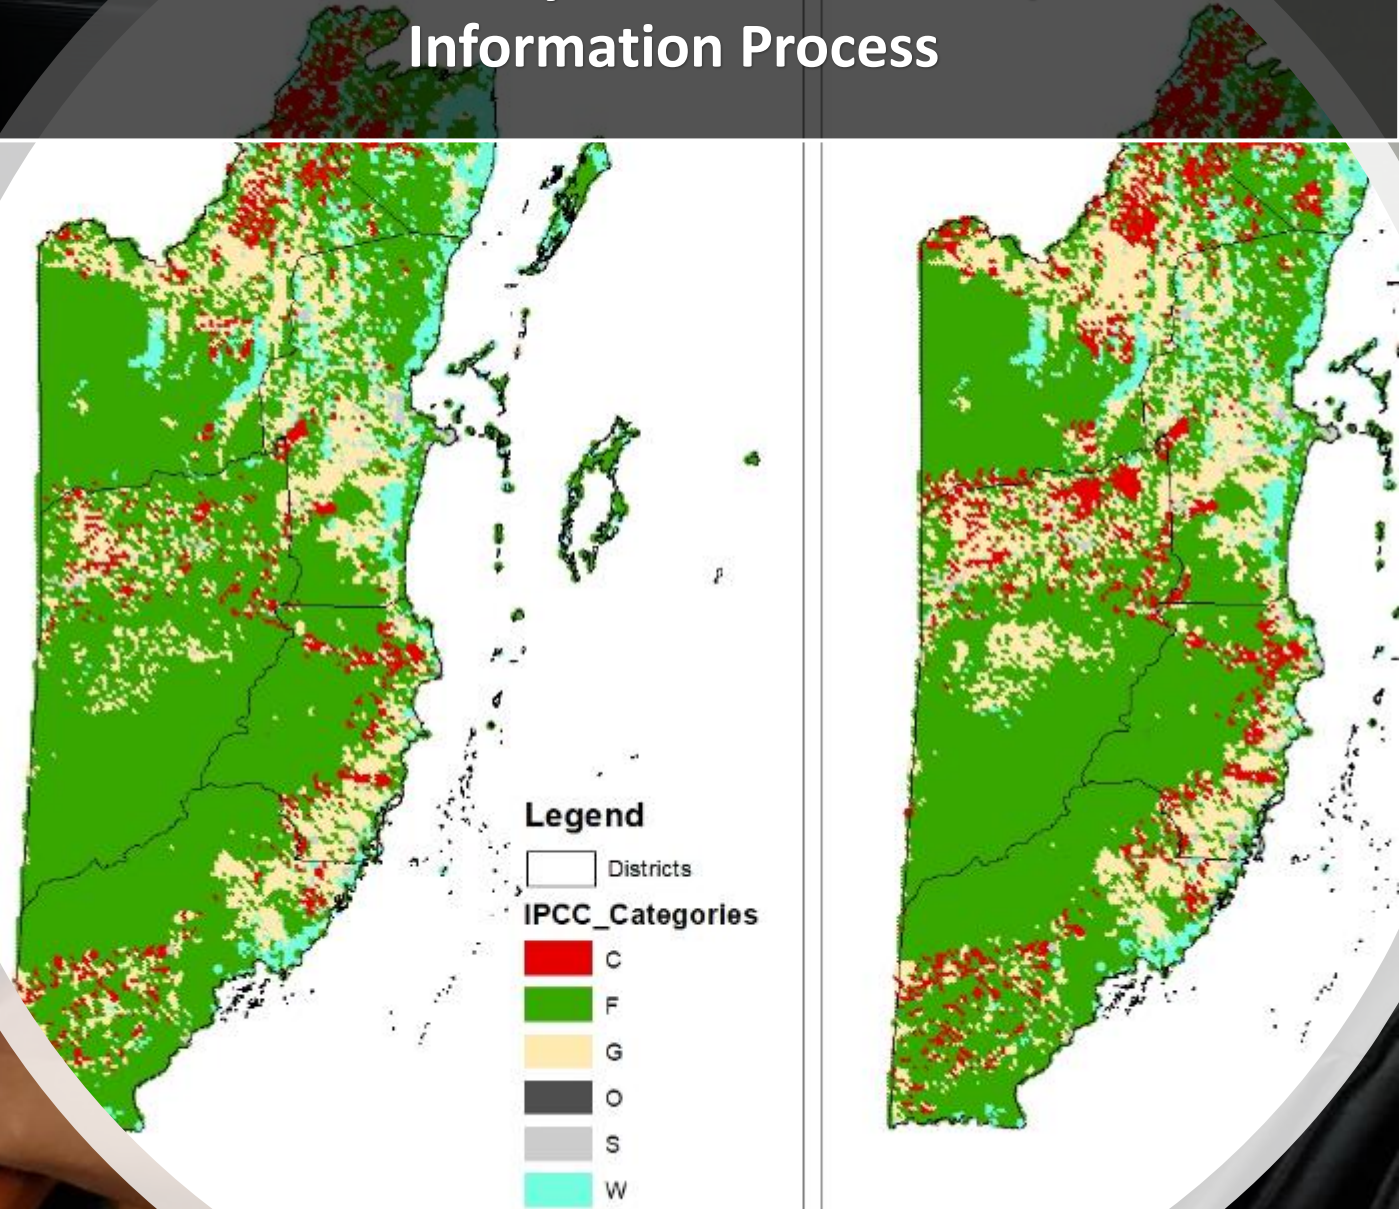 Information Process
Legend
Districts
IPCC_Categories
C
F
G
O
S
W